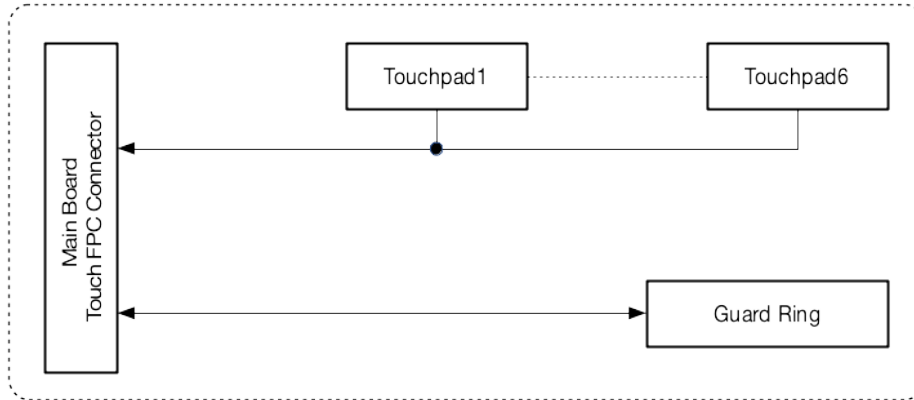 Touchpad1
Touchpad6
Main Board
Touch FPC Connector
Guard Ring